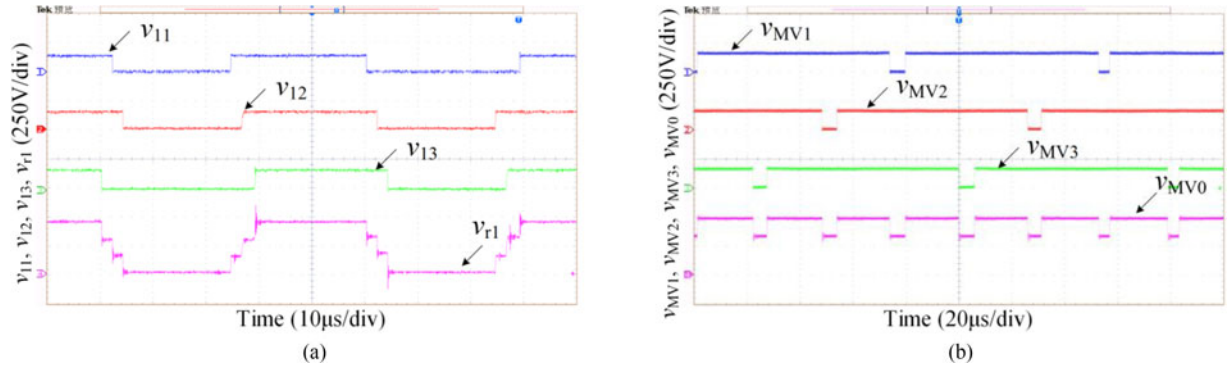 Tek 预览
v11
v12
v13
vr1
v11, v12, v13, vr1 (250V/div)
Time (10μs/div)
(a)
Tek 预览
vMV1
vMV2
vMV3
vMV0
vMV1, vMV2, vMV3, vMV0 (250V/div)
Time (20μs/div)
(b)